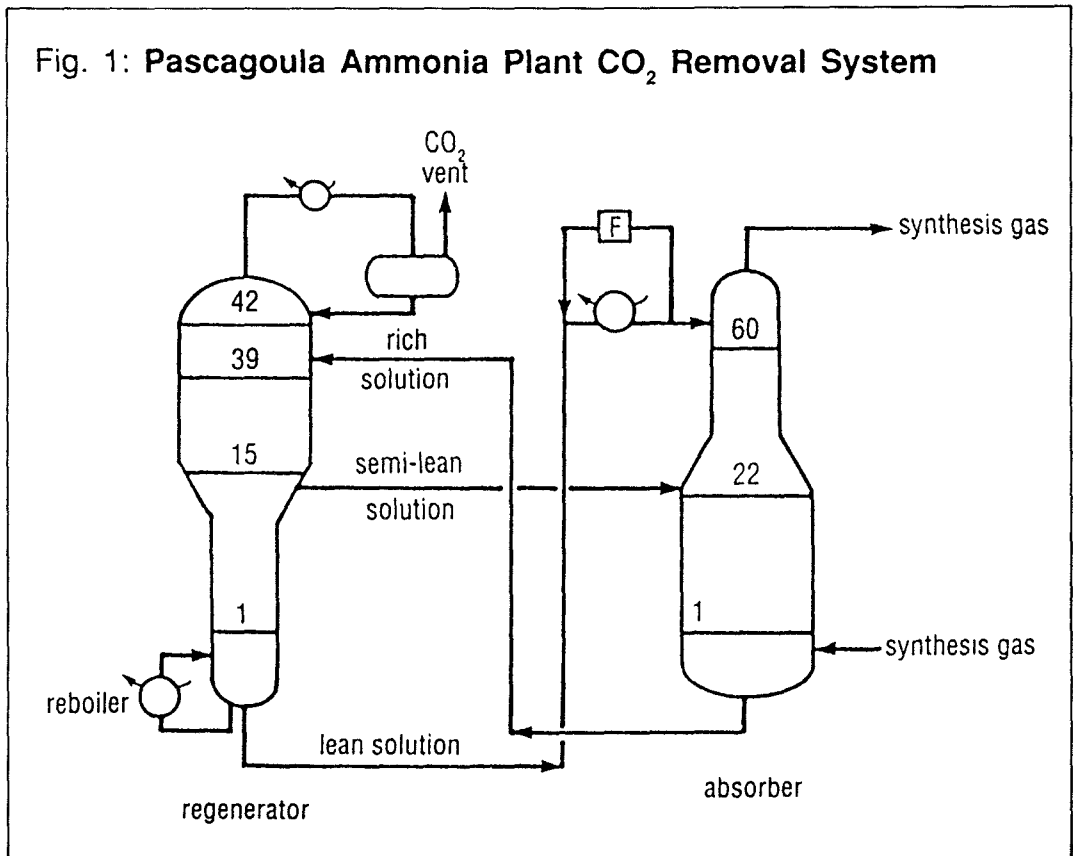 Fig. 1: Pascagoula Ammonia Plant CO₂ Removal System
CO₂
vent
F
synthesis gas
42
60
rich
39
solution
15
semi-lean
22
solution
1
1
synthesis gas
reboiler
lean solution
absorber
regenerator